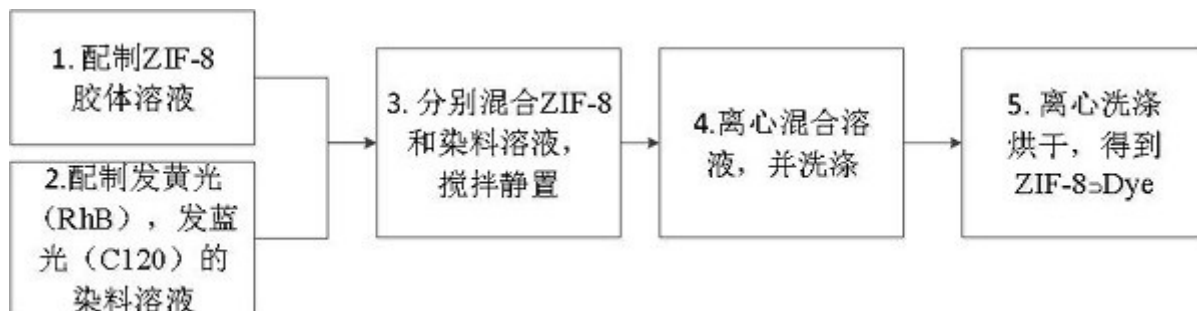 1. 配制ZIF-8
胶体溶液
2.配制发黄光
（RhB），发蓝
光（C120）的
染料溶液
3. 分别混合ZIF-8
和染料溶液，
搅拌静置
4.离心混合溶
液，并洗涤
5. 离心洗涤
烘干，得到
ZIF-8⊃Dye